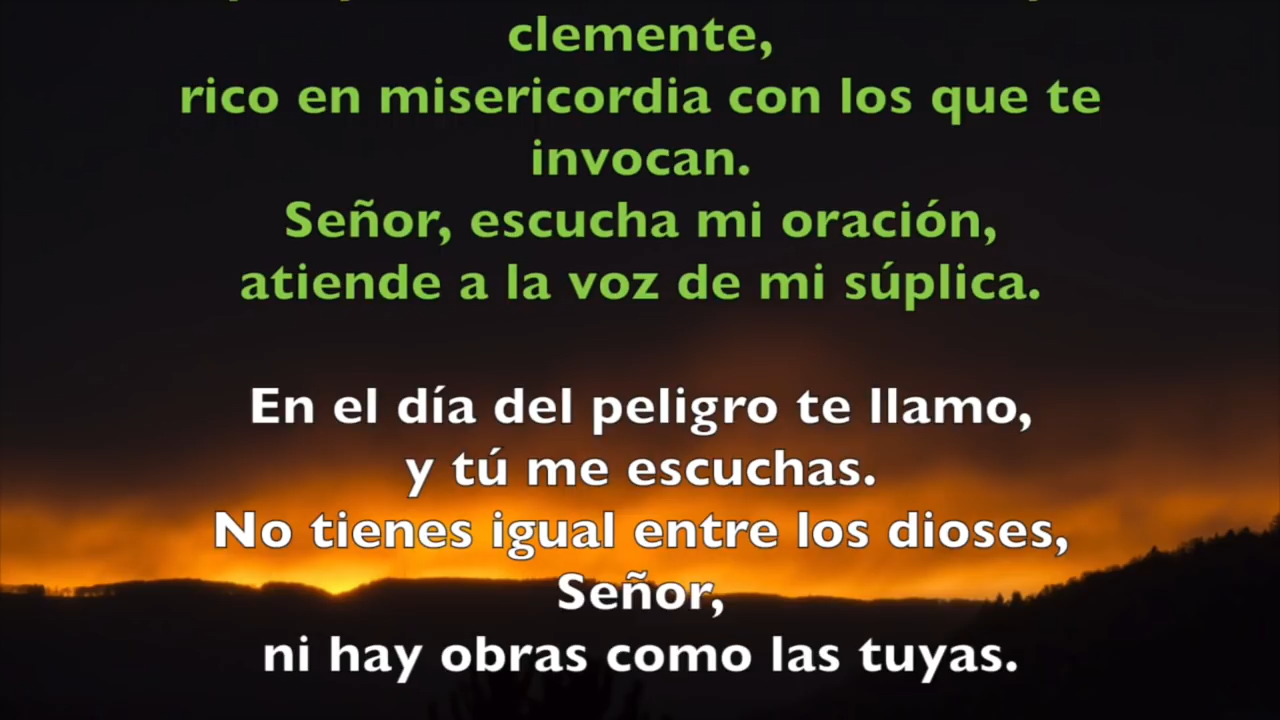 clemente,
rico en misericordia con los que te
invocan.
Señor, escucha mi oración,
atiende a la voz de mi súplica.
En el día del peligro te llamo,
y tú me escuchas.
No tienes igual entre los dioses,
Señor,
ni hay obras como las tuyas.